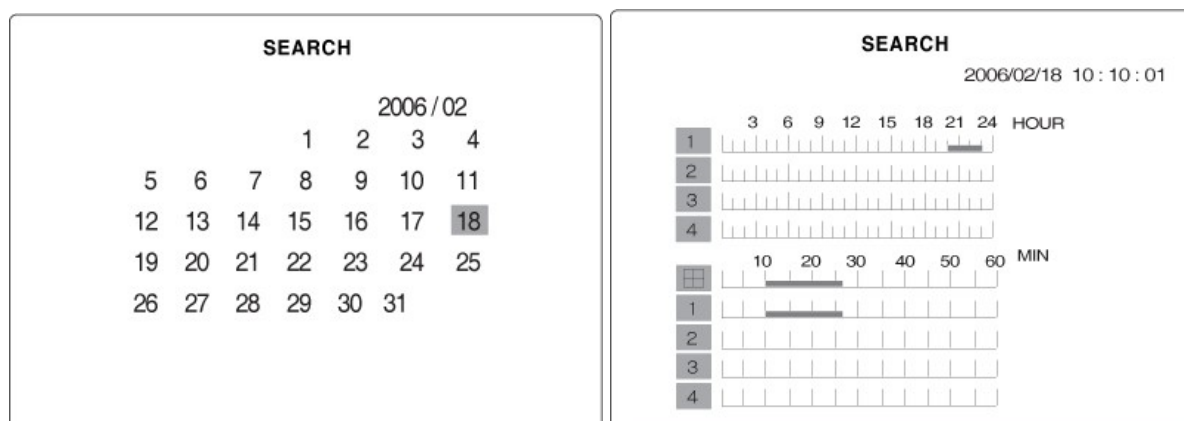 SEARCH
2006 / 02
1 2 3 4
5 6 7 8 9 10 11
12 13 14 15 16 17 18
19 20 21 22 23 24 25
26 27 28 29 30 31
SEARCH
2006/02/18 10 : 10 : 01
3 6 9 12 15 18 21 24 HOUR
1
2
3
4
10 20 30 40 50 60 MIN
1
2
3
4